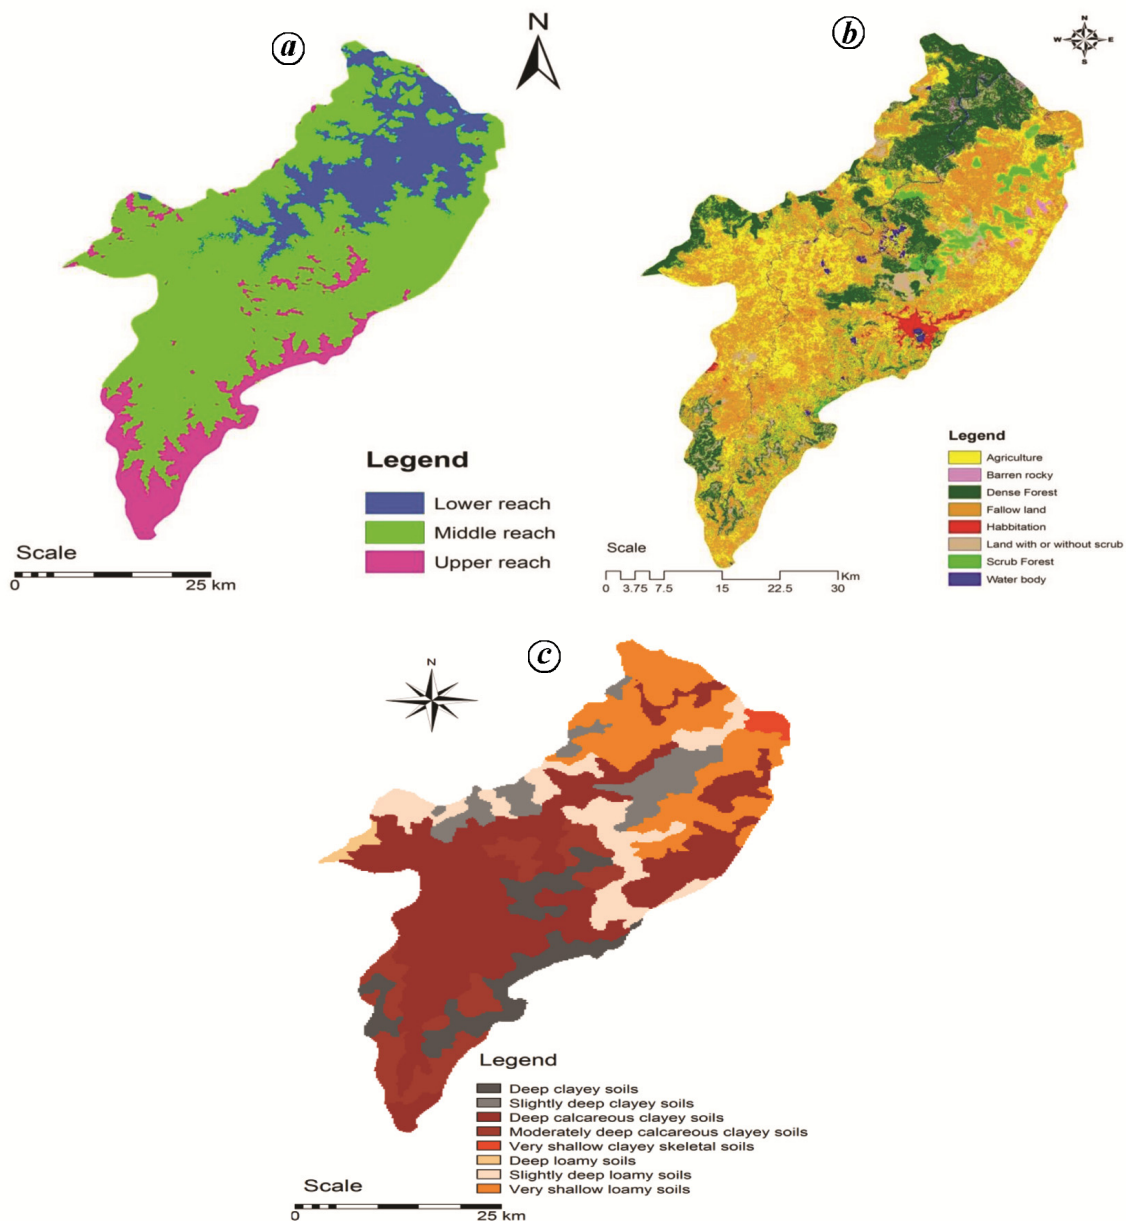 a
N
Legend
Lower reach
Middle reach
Upper reach
Scale
0 25 km
b
N
W E
S
Legend
Agriculture
Barren rocky
Dense Forest
Fallow land
Habbitation
Land with or without scrub
Scrub Forest
Water body
Scale
Km
0 3.75 7.5 15 22.5 30
c
N
Legend
Deep clayey soils
Slightly deep clayey soils
Deep calcareous clayey soils
Moderately deep calcareous clayey soils
Very shallow clayey skeletal soils
Deep loamy soils
Slightly deep loamy soils
Very shallow loamy soils
Scale
0 25 km